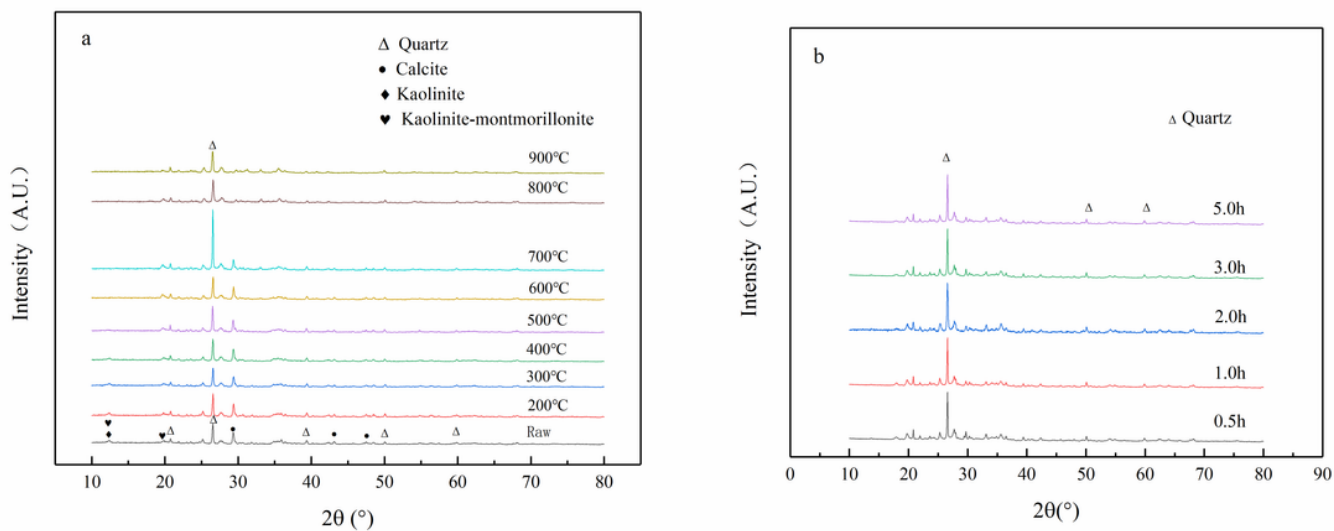 a
Δ Quartz
● Calcite
♦ Kaolinite
♥ Kaolinite-montmorillonite
Δ
900℃
800℃
700℃
600℃
500℃
400℃
300℃
200℃
Raw
Intensity（A.U.）
10 20 30 40 50 60 70 80
2θ (°)
b
Δ Quartz
Δ
Δ Δ
5.0h
3.0h
2.0h
1.0h
0.5h
Intensity（A.U.）
0 10 20 30 40 50 60 70 80 90
2θ(°)